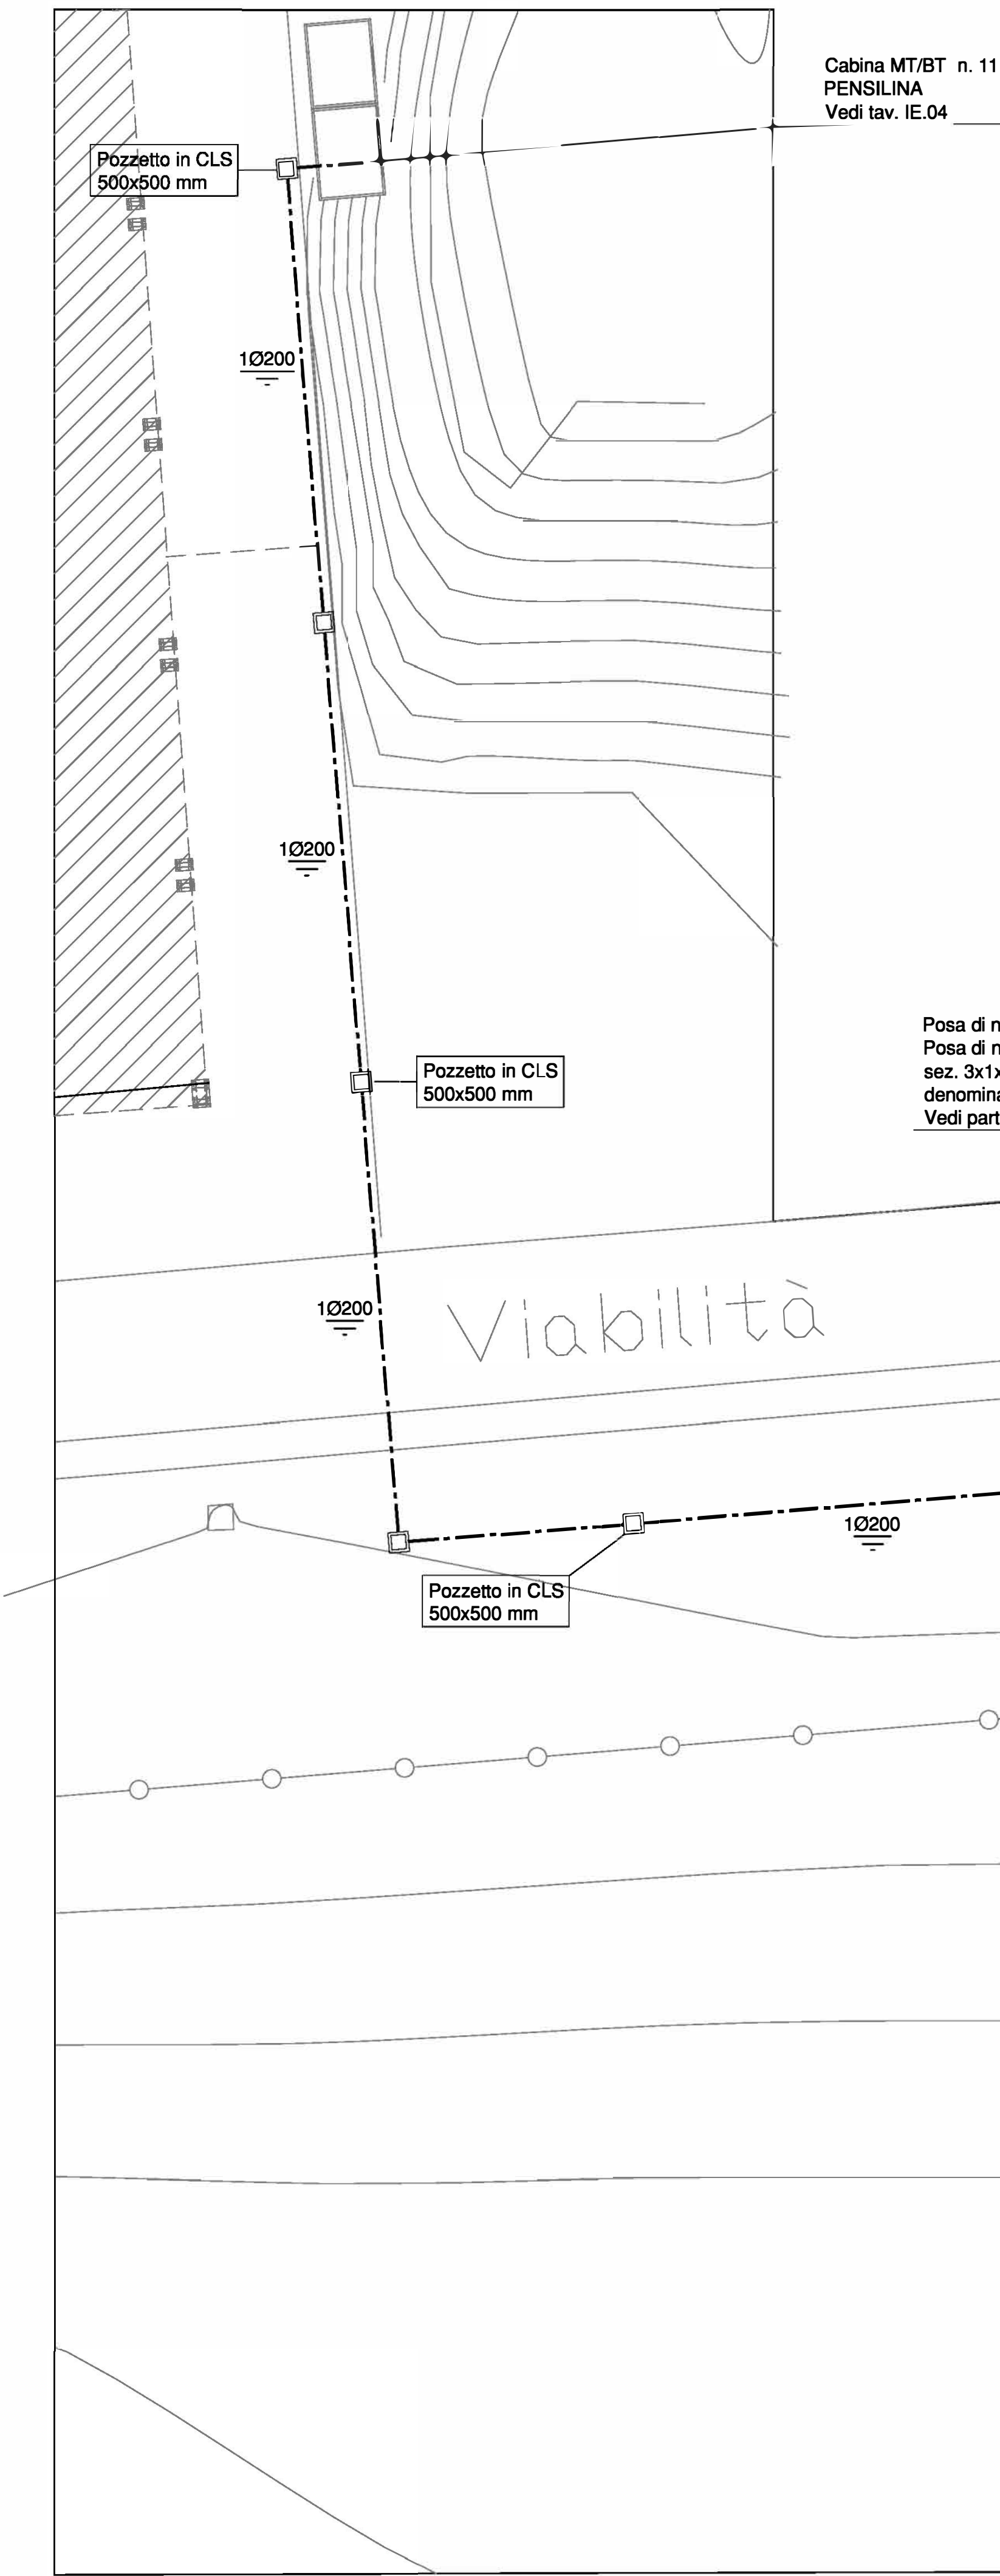 Cabina MT/BT n. 11
PENSILINA
Vedi tav. IE.04
Pozzetto in CLS
500x500 mm
1Ø200
1Ø200
Posa di n
Posa di n
sez. 3x1x
denomina
Vedi part
Pozzetto in CLS
500x500 mm
1Ø200
Viabilità
1Ø200
Pozzetto in CLS
500x500 mm